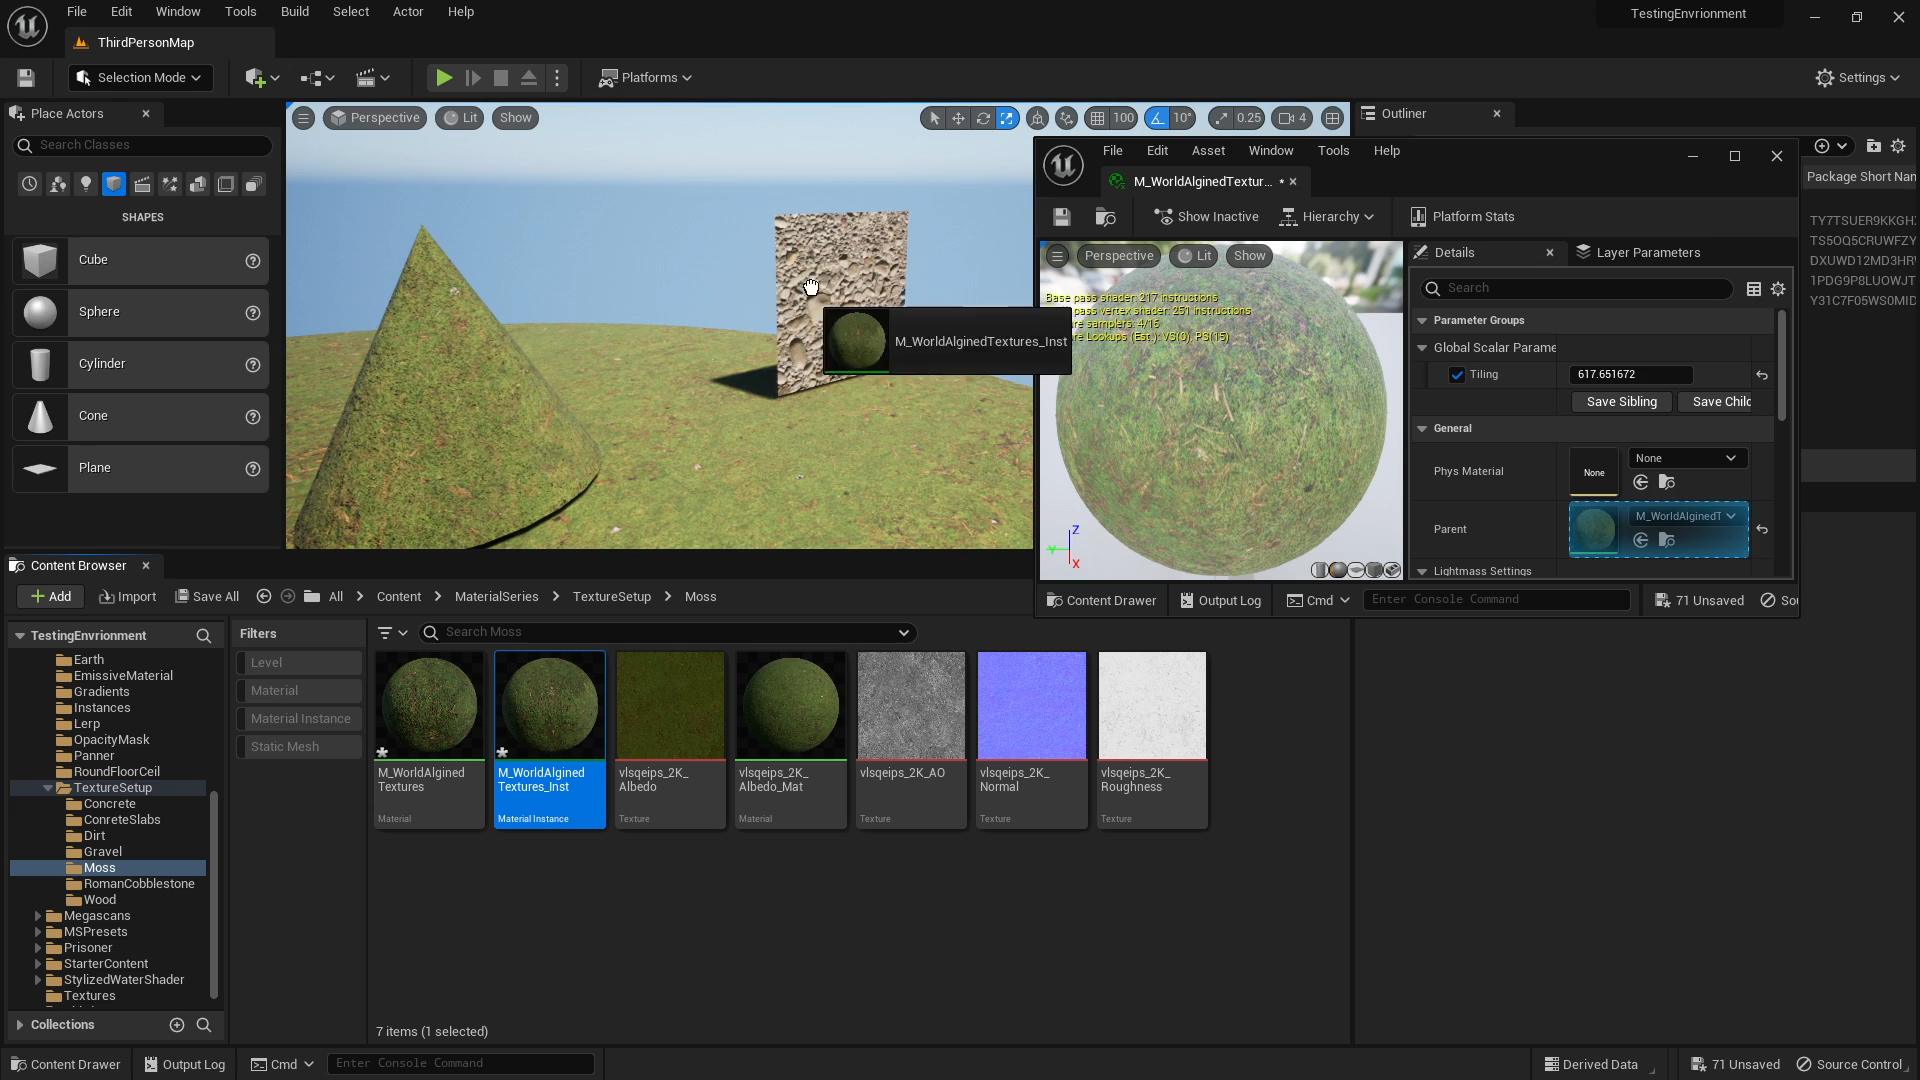 File Edit Window Tools Build Select Actor Help
TestingEnvrionment
ThirdPersonMap
Selection Mode
Platforms
Settings
Place Actors
Search Classes
SHAPES
Cube
Sphere
Cylinder
Cone
Plane
Perspective Lit Show
100 10° 0.25 4
Outliner
Package Short Nam
TY7TSUER9KKGH
TS5OQ5CRUWFZY
DXUWD12MD3HR
1PDG9P8LUOWJT
Y31C7F05WS0MID
M_WorldAlginedTextures_Inst
File Edit Asset Window Tools Help
M_WorldAlginedTextur... *
Show Inactive Hierarchy Platform Stats
Perspective Lit Show
Base pass shader: 217 instructions
pass vertex shader: 251 instructions
re samplers: 4/16
re Lookups (Est.): VS(0), PS(15)
Z
Y
X
Details Layer Parameters
Search
Parameter Groups
Global Scalar Parame
Tiling 617.651672
Save Sibling Save Child
General
Phys Material None None
Parent M_WorldAlginedT
Lightmass Settings
Content Drawer Output Log Cmd Enter Console Command 71 Unsaved Sou
Content Browser
Add Import Save All All Content MaterialSeries TextureSetup Moss
TestingEnvrionment
Earth
EmissiveMaterial
Gradients
Instances
Lerp
OpacityMask
Panner
RoundFloorCeil
TextureSetup
Concrete
ConreteSlabs
Dirt
Gravel
Moss
RomanCobblestone
Wood
Megascans
MSPresets
Prisoner
StarterContent
StylizedWaterShader
Textures
Collections
Filters
Level
Material
Material Instance
Static Mesh
Search Moss
M_WorldAlgined
Textures
Material
M_WorldAlgined
Textures_Inst
Material Instance
vlsqeips_2K_
Albedo
Texture
vlsqeips_2K_
Albedo_Mat
Material
vlsqeips_2K_AO
Texture
vlsqeips_2K_
Normal
Texture
vlsqeips_2K_
Roughness
Texture
7 items (1 selected)
Content Drawer Output Log Cmd Enter Console Command Derived Data 71 Unsaved Source Control